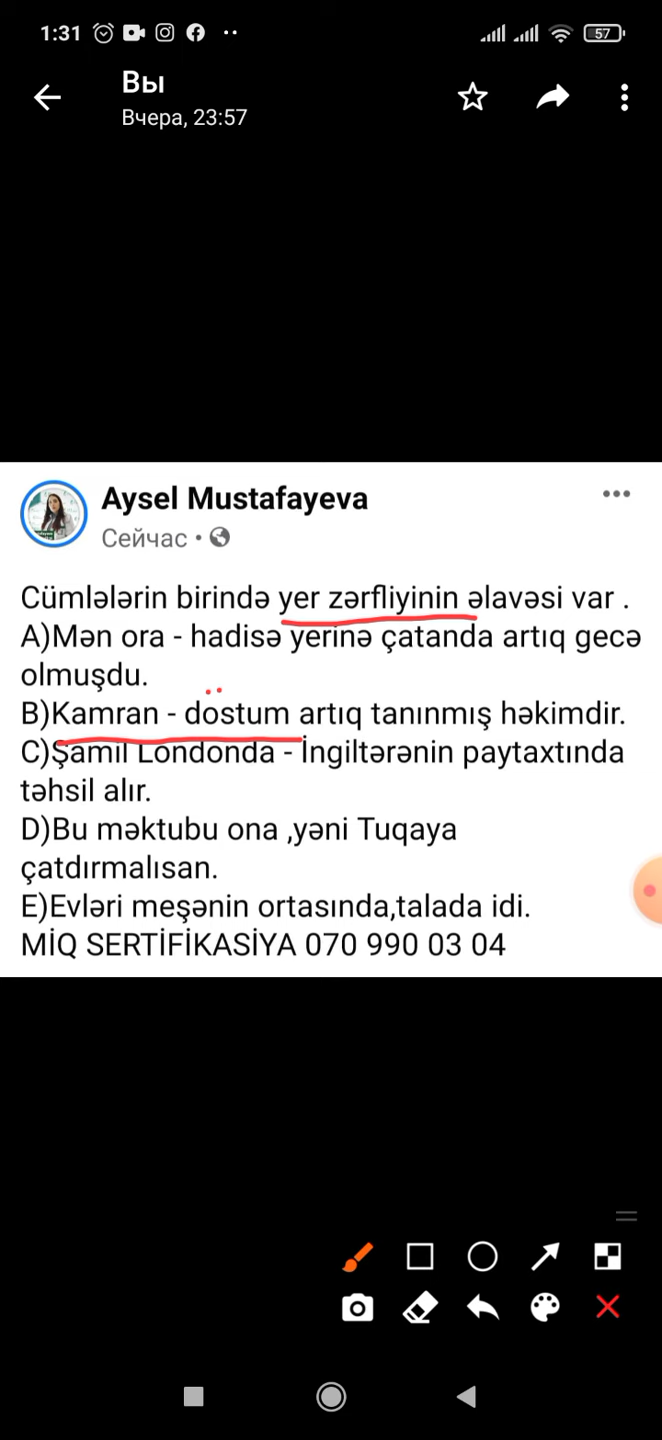 1:31
57
Вы
Вчера, 23:57
Aysel Mustafayeva
Сейчас
Cümlələrin birində yer zərfliyinin əlavəsi var .
A)Mən ora - hadisə yerinə çatanda artıq gecə
olmuşdu.
B)Kamran - dostum artıq tanınmış həkimdir.
C)Şamil Londonda - İngiltərənin paytaxtında
təhsil alır.
D)Bu məktubu ona ,yəni Tuqaya
çatdırmalısan.
E)Evləri meşənin ortasında,talada idi.
MİQ SERTİFİKASİYA 070 990 03 04